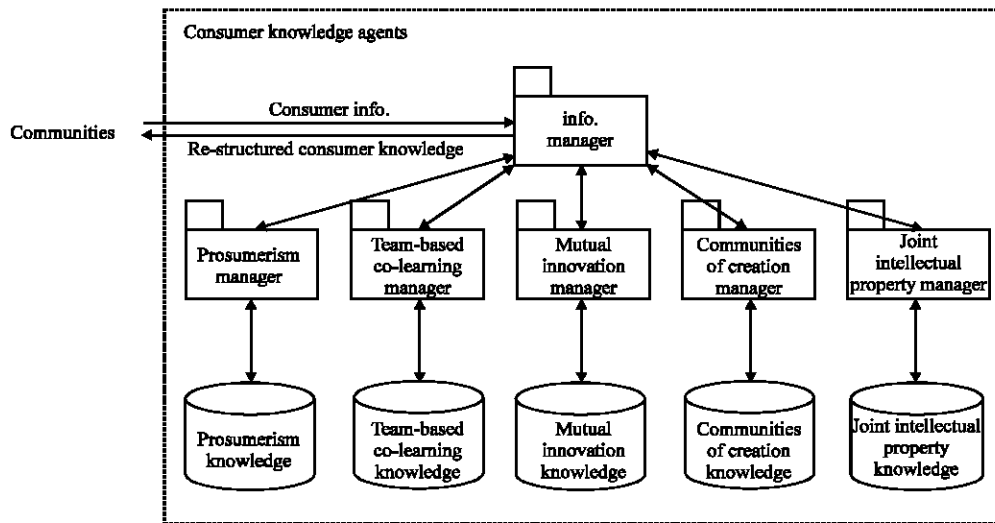 Consumer knowledge agents
Consumer info.
Communities
Re-structured consumer knowledge
info.
manager
Prosumerism
manager
Team-based
co-learning
manager
Mutual
innovation
manager
Communities
of creation
manager
Joint
intellectual
property manager
Prosumerism
knowledge
Team-based
co-learning
knowledge
Mutual
innovation
knowledge
Communities
of creation
knowledge
Joint intellectual
property
knowledge